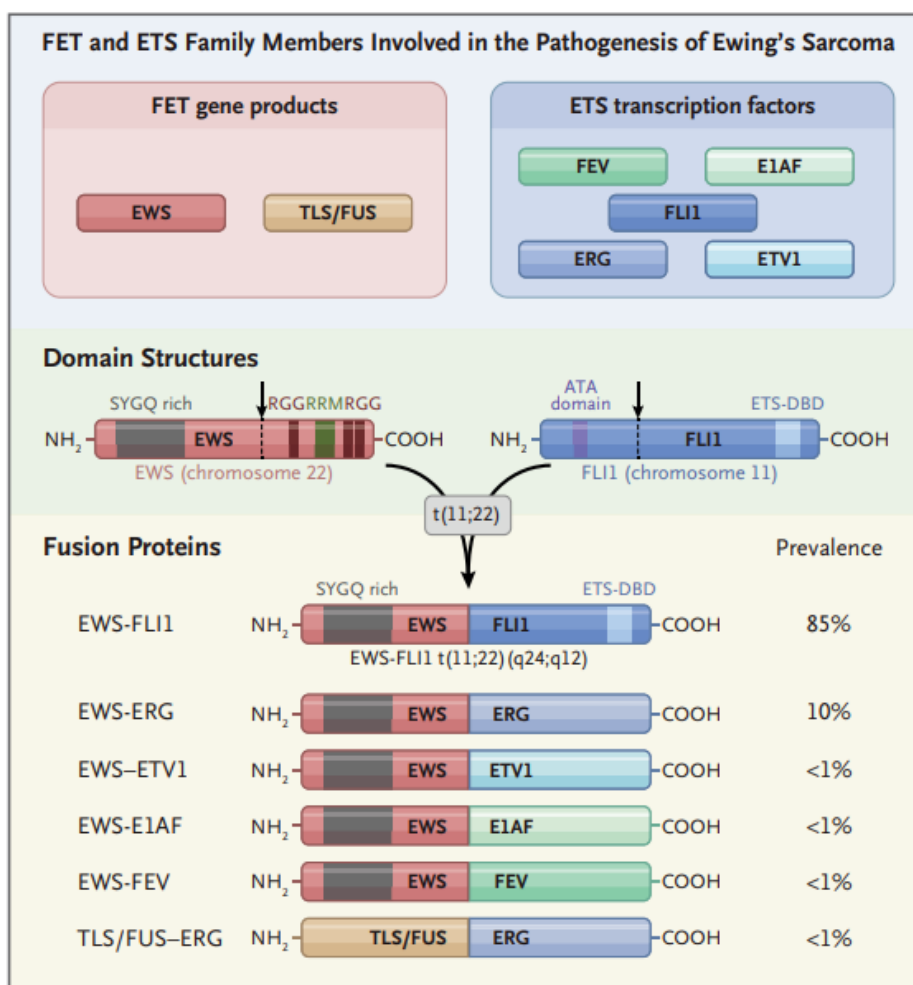 FET and ETS Family Members Involved in the Pathogenesis of Ewing's Sarcoma
FET gene products
EWS
TLS/FUS
ETS transcription factors
FEV
E1AF
FLI1
ERG
ETV1
Domain Structures
SYGQ rich
RGG RRM RGG
NH2
EWS
COOH
EWS (chromosome 22)
ATA
domain
ETS-DBD
NH2
FLI1
COOH
FLI1 (chromosome 11)
t(11;22)
Fusion Proteins
Prevalence
SYGQ rich
ETS-DBD
EWS-FLI1 NH2 EWS FLI1 COOH 85%
EWS-FLI1 t(11;22)(q24;q12)
EWS-ERG NH2 EWS ERG COOH 10%
EWS–ETV1 NH2 EWS ETV1 COOH <1%
EWS-E1AF NH2 EWS E1AF COOH <1%
EWS-FEV NH2 EWS FEV COOH <1%
TLS/FUS–ERG NH2 TLS/FUS ERG COOH <1%